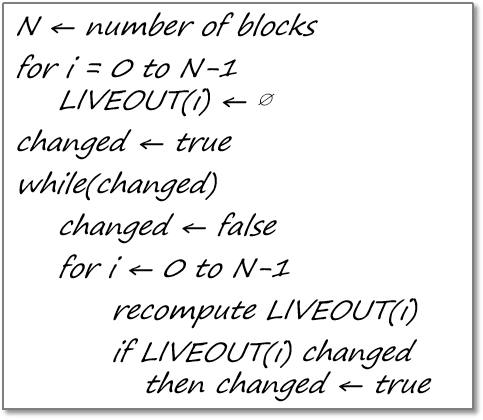 N ← number of blocks
for i = 0 to N-1
LIVEOUT(i) ← ∅
changed ← true
while(changed)
changed ← false
for i ← 0 to N-1
recompute LIVEOUT(i)
if LIVEOUT(i) changed
then changed ← true